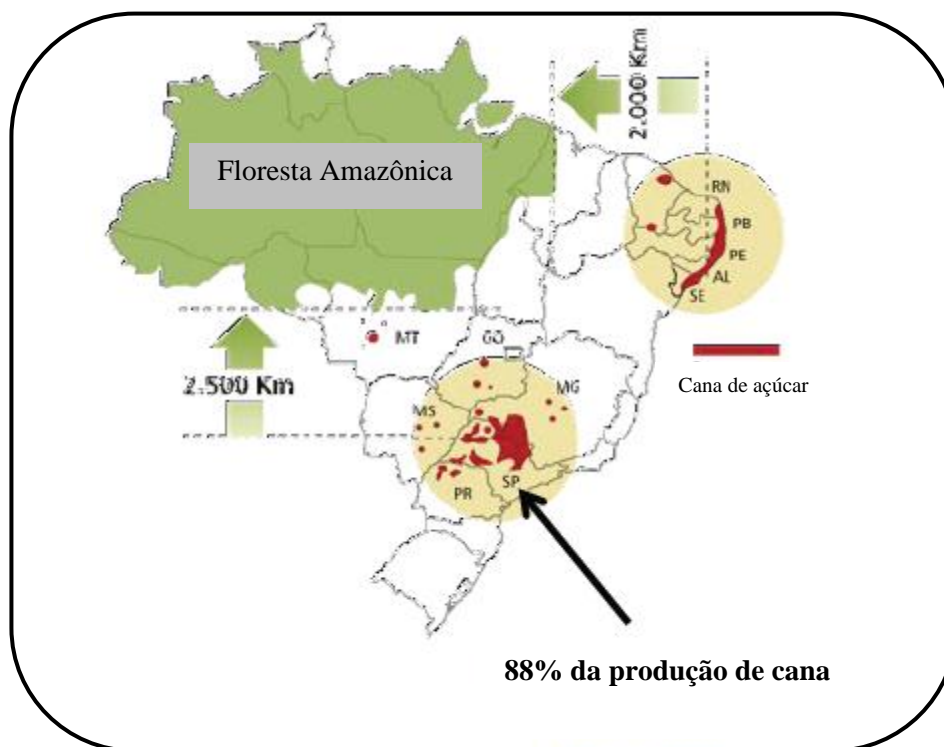 2.000 Km
Floresta Amazônica
RN
PB
PE
AL
SE
MT
GO
2.500 Km
Cana de açúcar
MG
MS
SP
PR
88% da produção de cana